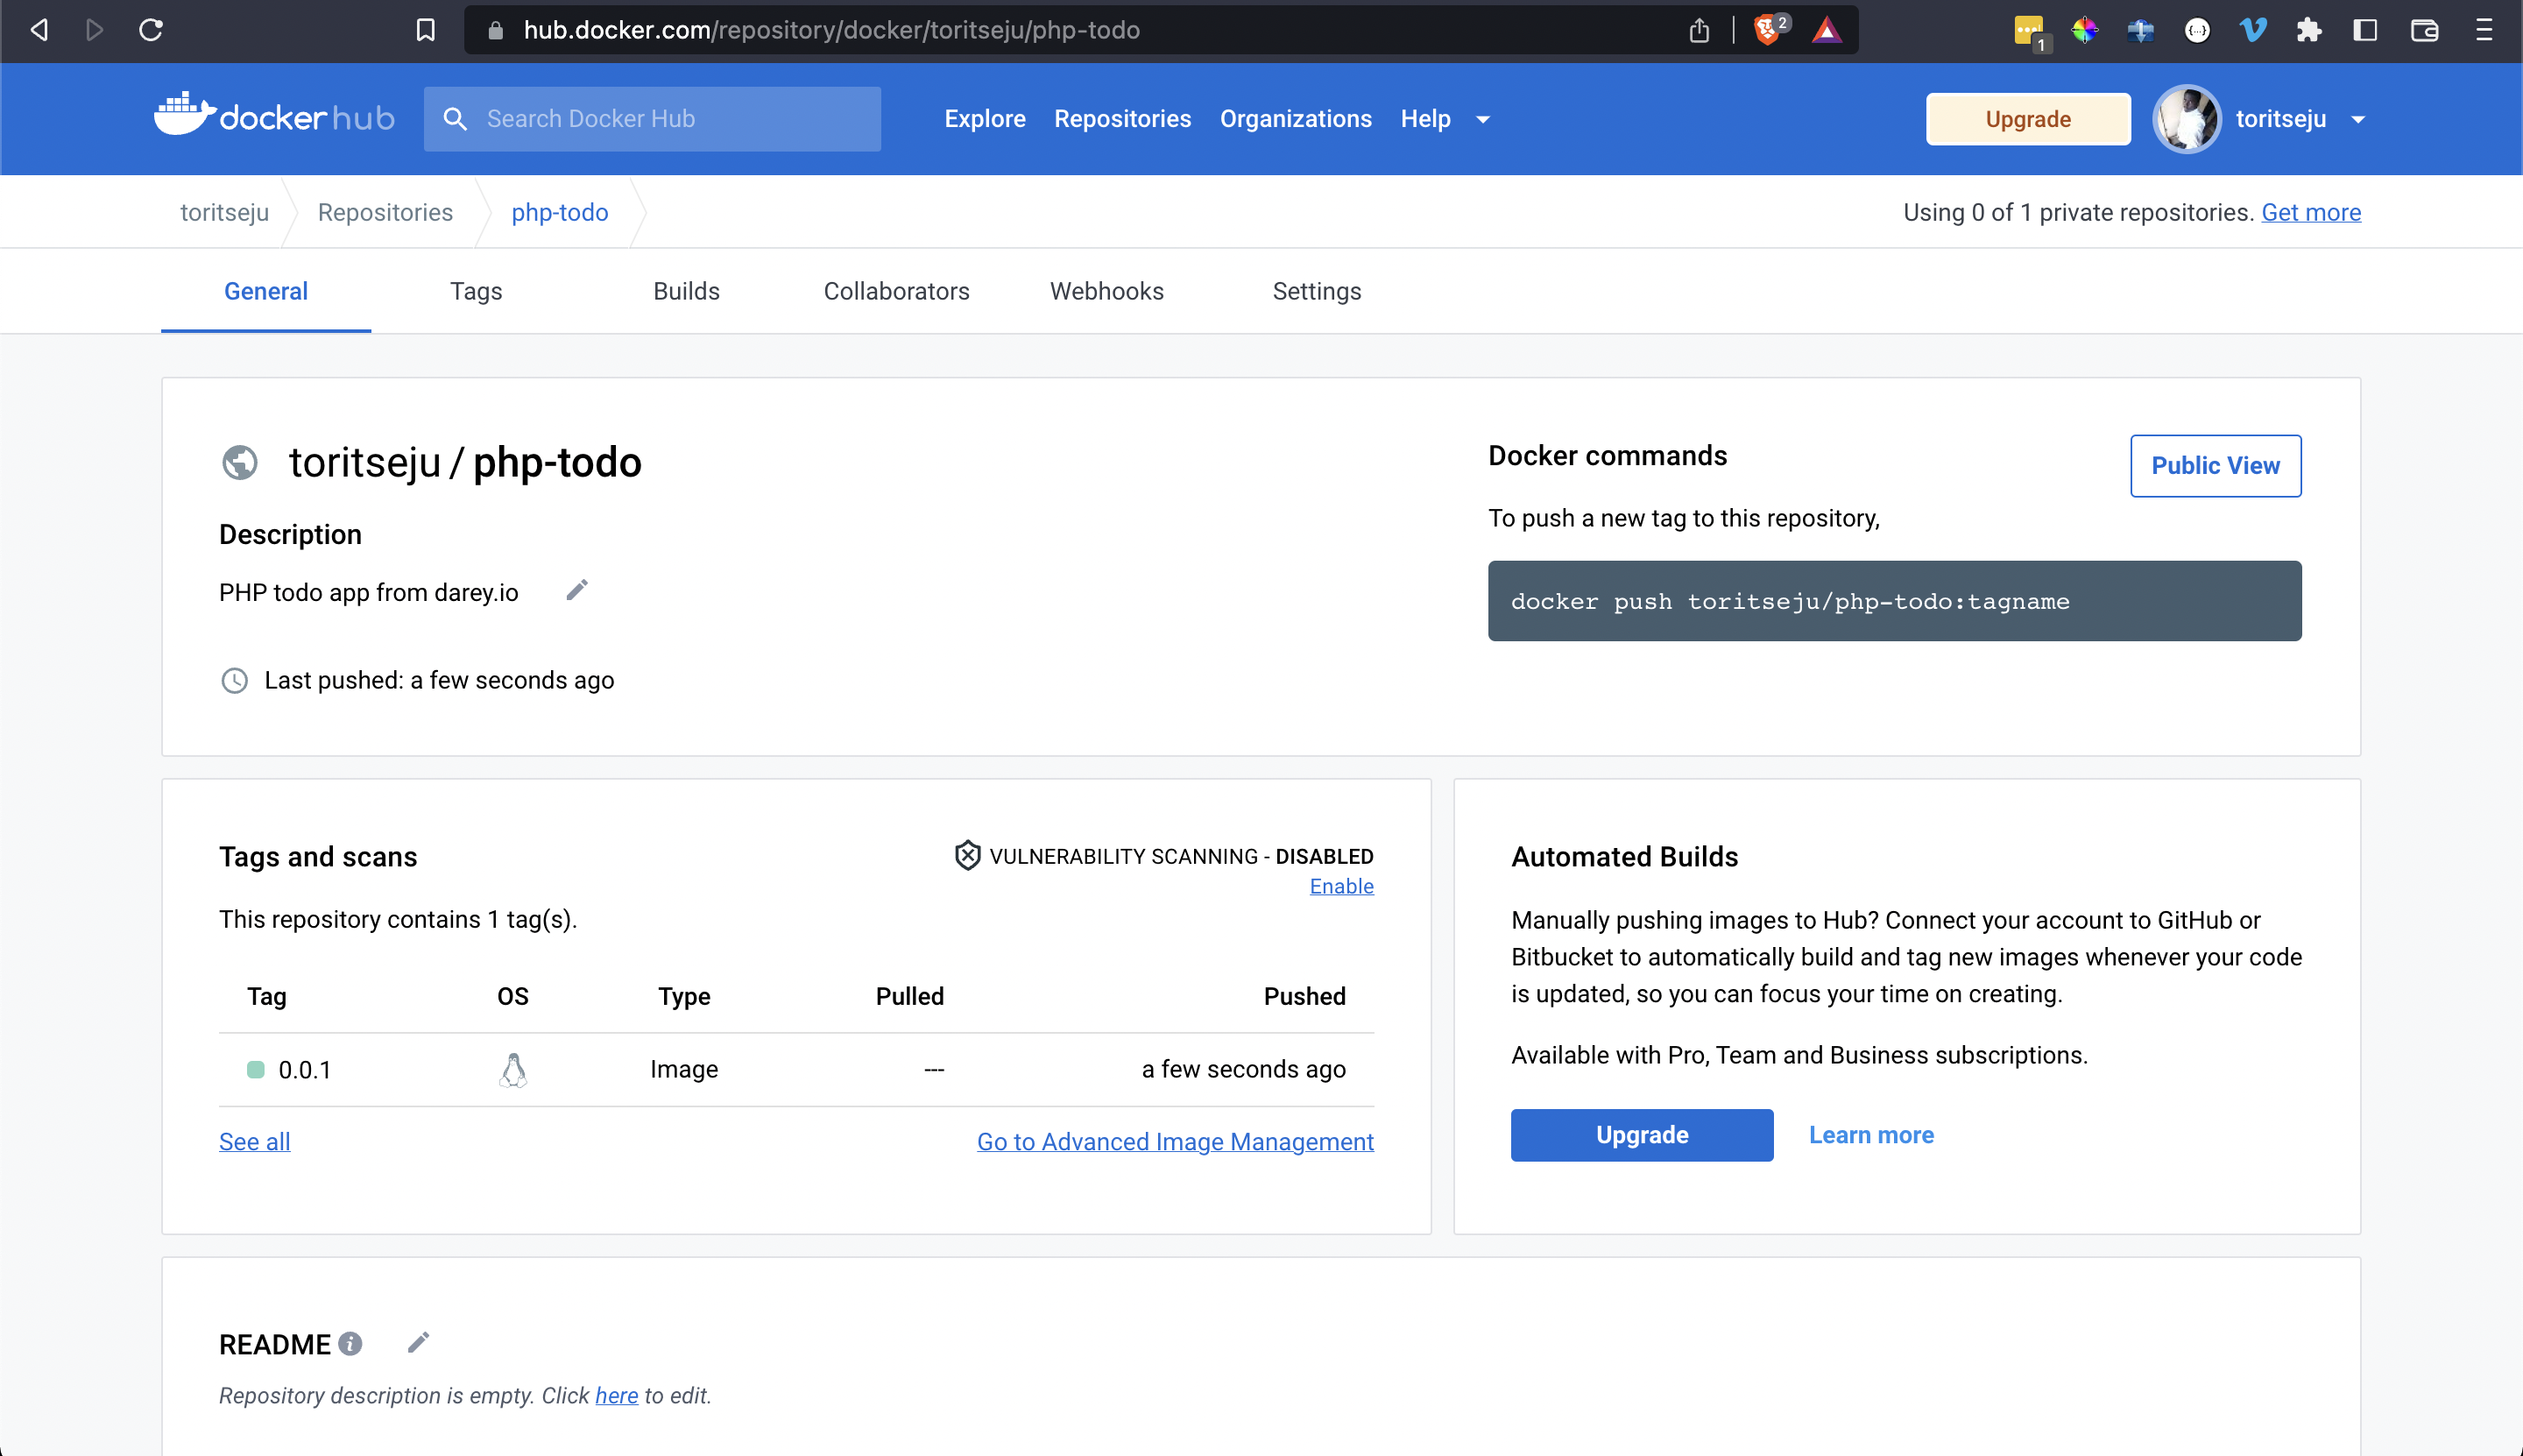 hub.docker.com/repository/docker/toritseju/php-todo
2
1
dockerhub
Search Docker Hub
Explore
Repositories
Organizations
Help
Upgrade
toritseju
toritseju
Repositories
php-todo
Using 0 of 1 private repositories. Get more
General
Tags
Builds
Collaborators
Webhooks
Settings
toritseju / php-todo
Description
PHP todo app from darey.io
Last pushed: a few seconds ago
Docker commands
Public View
To push a new tag to this repository,
docker push toritseju/php-todo:tagname
Tags and scans
VULNERABILITY SCANNING - DISABLED
Enable
This repository contains 1 tag(s).
Tag OS Type Pulled Pushed
0.0.1 Image --- a few seconds ago
See all
Go to Advanced Image Management
Automated Builds
Manually pushing images to Hub? Connect your account to GitHub or
Bitbucket to automatically build and tag new images whenever your code
is updated, so you can focus your time on creating.
Available with Pro, Team and Business subscriptions.
Upgrade
Learn more
README
Repository description is empty. Click here to edit.